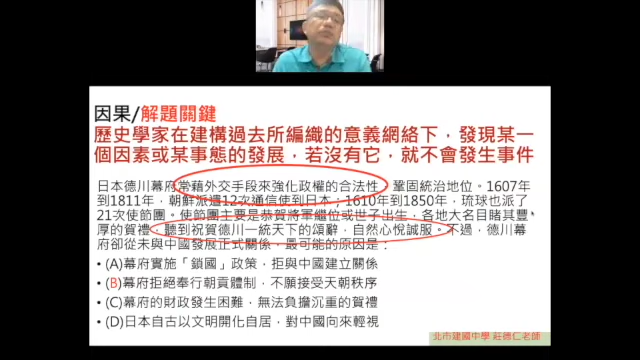 因果/解題關鍵
歷史學家在建構過去所編織的意義網絡下，發現某一
個因素或某事態的發展，若沒有它，就不會發生事件
日本德川幕府常藉外交手段來強化政權的合法性，鞏固統治地位。1607年
到1811年，朝鮮派遣12次通信使到日本；1610年到1850年，琉球也派了
21次使節團。使節團主要是恭賀將軍繼位或世子出生，各地大名目睹其豐
厚的賀禮，聽到祝賀德川一統天下的頌辭，自然心悅誠服。不過，德川幕
府卻從未與中國發展正式關係，最可能的原因是：
•(A)幕府實施「鎖國」政策，拒與中國建立關係
•(B)幕府拒絕奉行朝貢體制，不願接受天朝秩序
•(C)幕府的財政發生困難，無法負擔沉重的賀禮
•(D)日本自古以文明開化自居，對中國向來輕視
北市建國中學 莊德仁老師